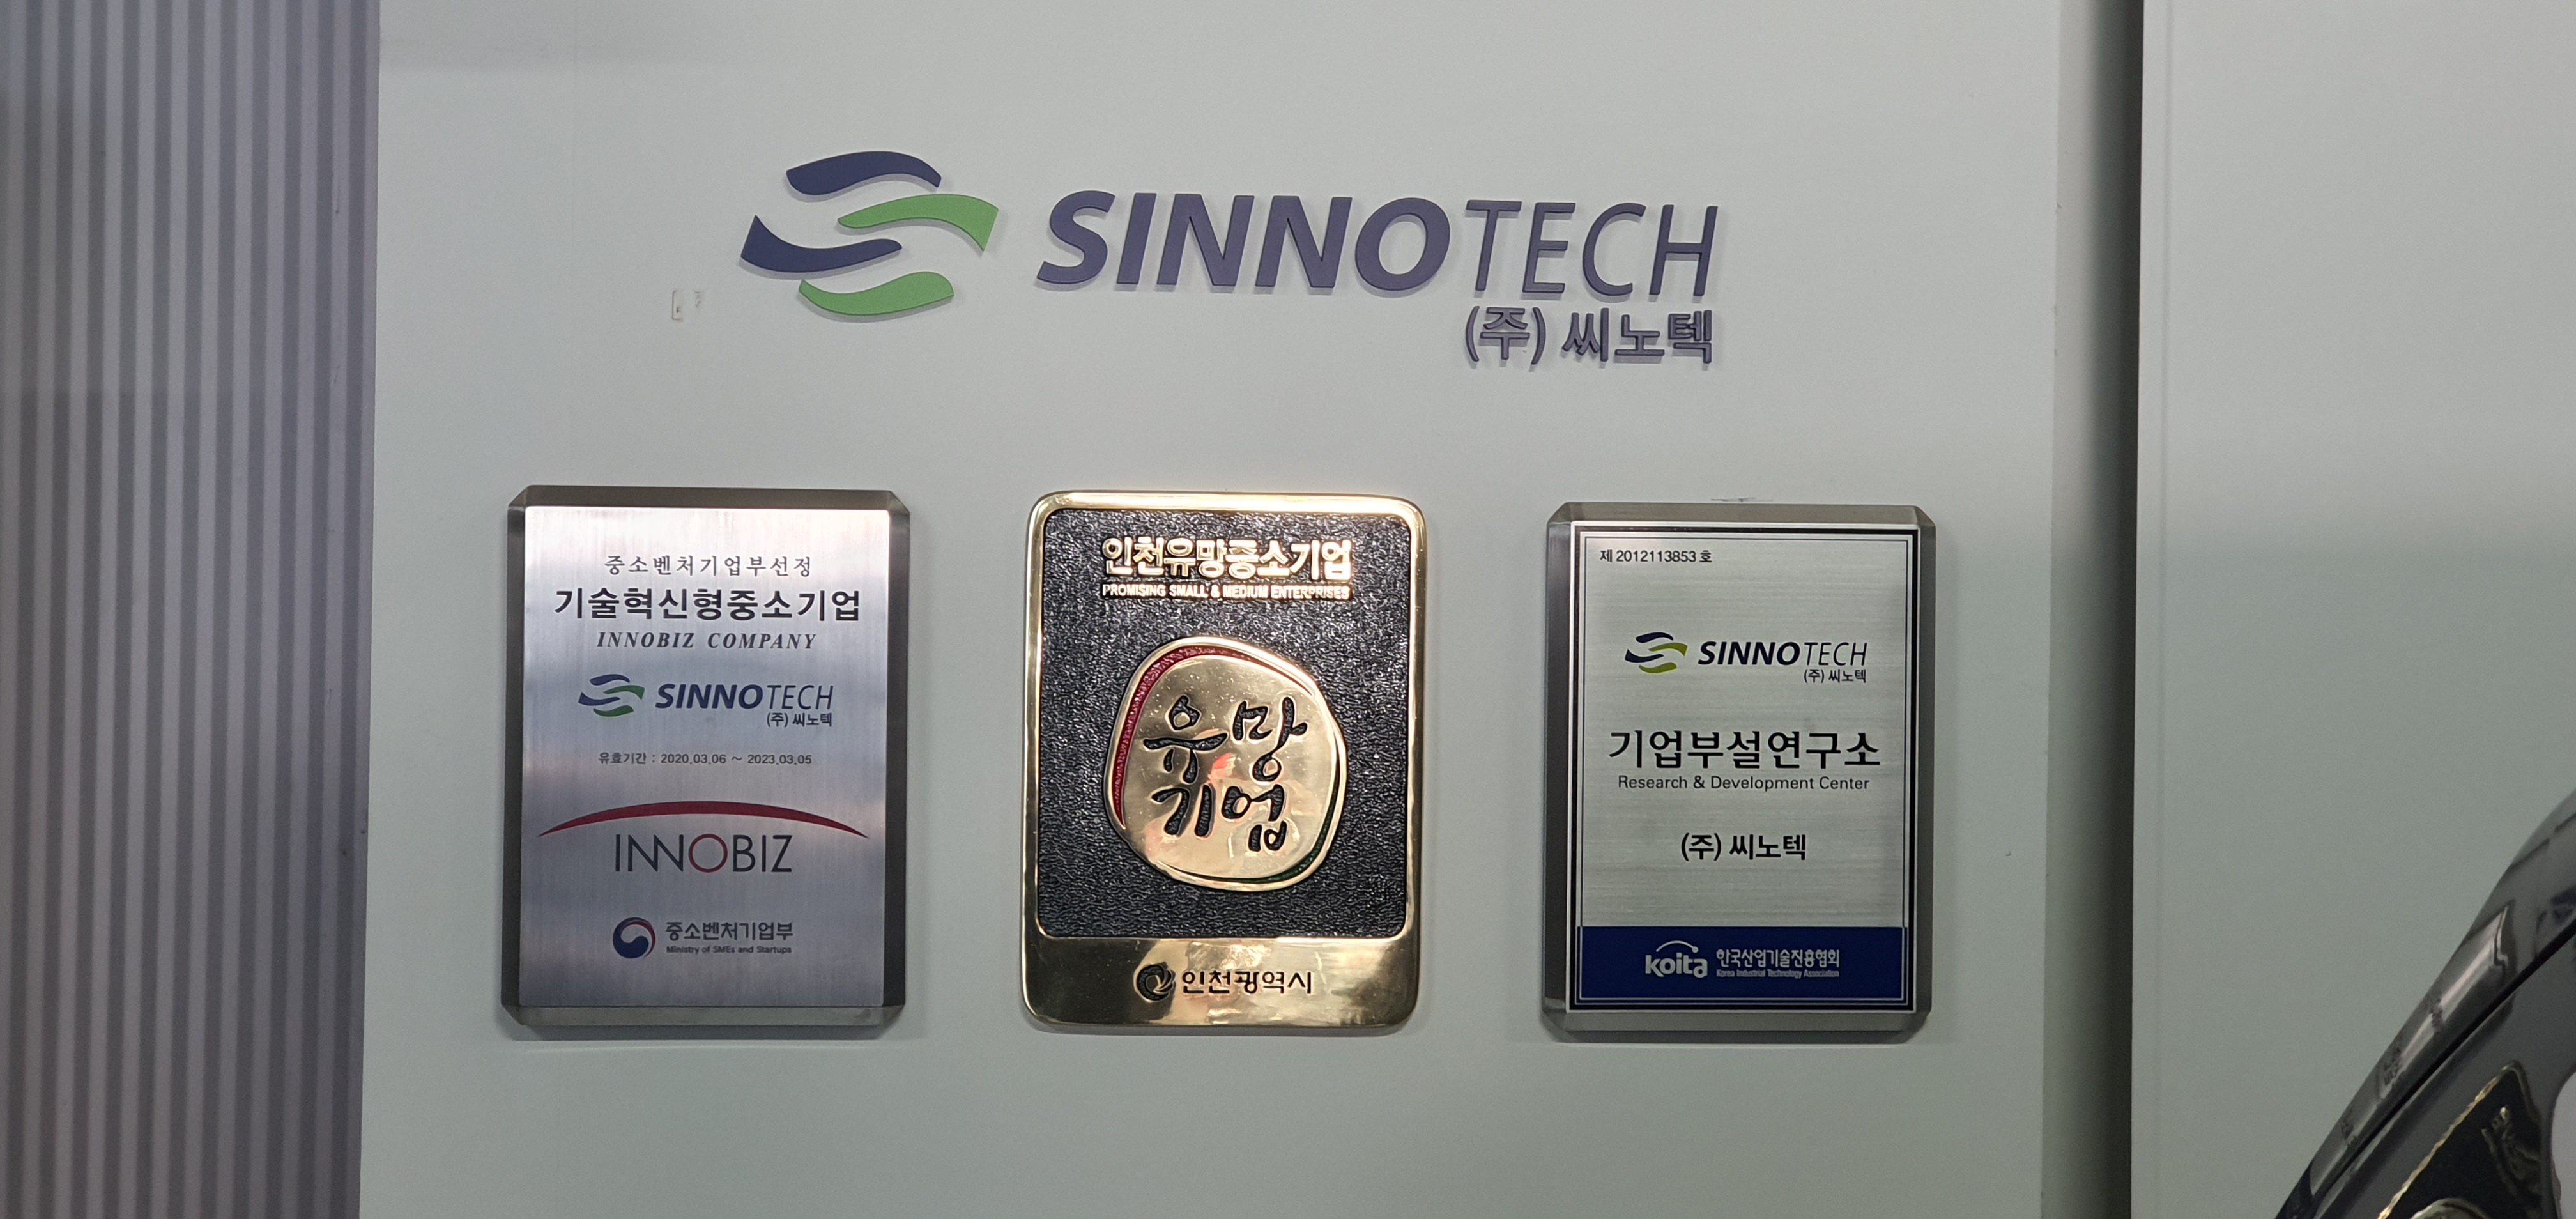 SINNOTECH
(주) 씨노텍
중소벤처기업부선정
기술혁신형중소기업
INNOBIZ COMPANY
SINNOTECH
(주) 씨노텍
유효기간 : 2020.03.06 ~ 2023.03.05
INNOBIZ
중소벤처기업부
Ministry of SMEs and Startups
인천유망중소기업
PROMISING SMALL & MEDIUM ENTERPRISES
유망
기업
인천광역시
제 2012113853 호
SINNOTECH
(주) 씨노텍
기업부설연구소
Research & Development Center
(주) 씨노텍
koita 한국산업기술진흥협회
Korea Industrial Technology Association